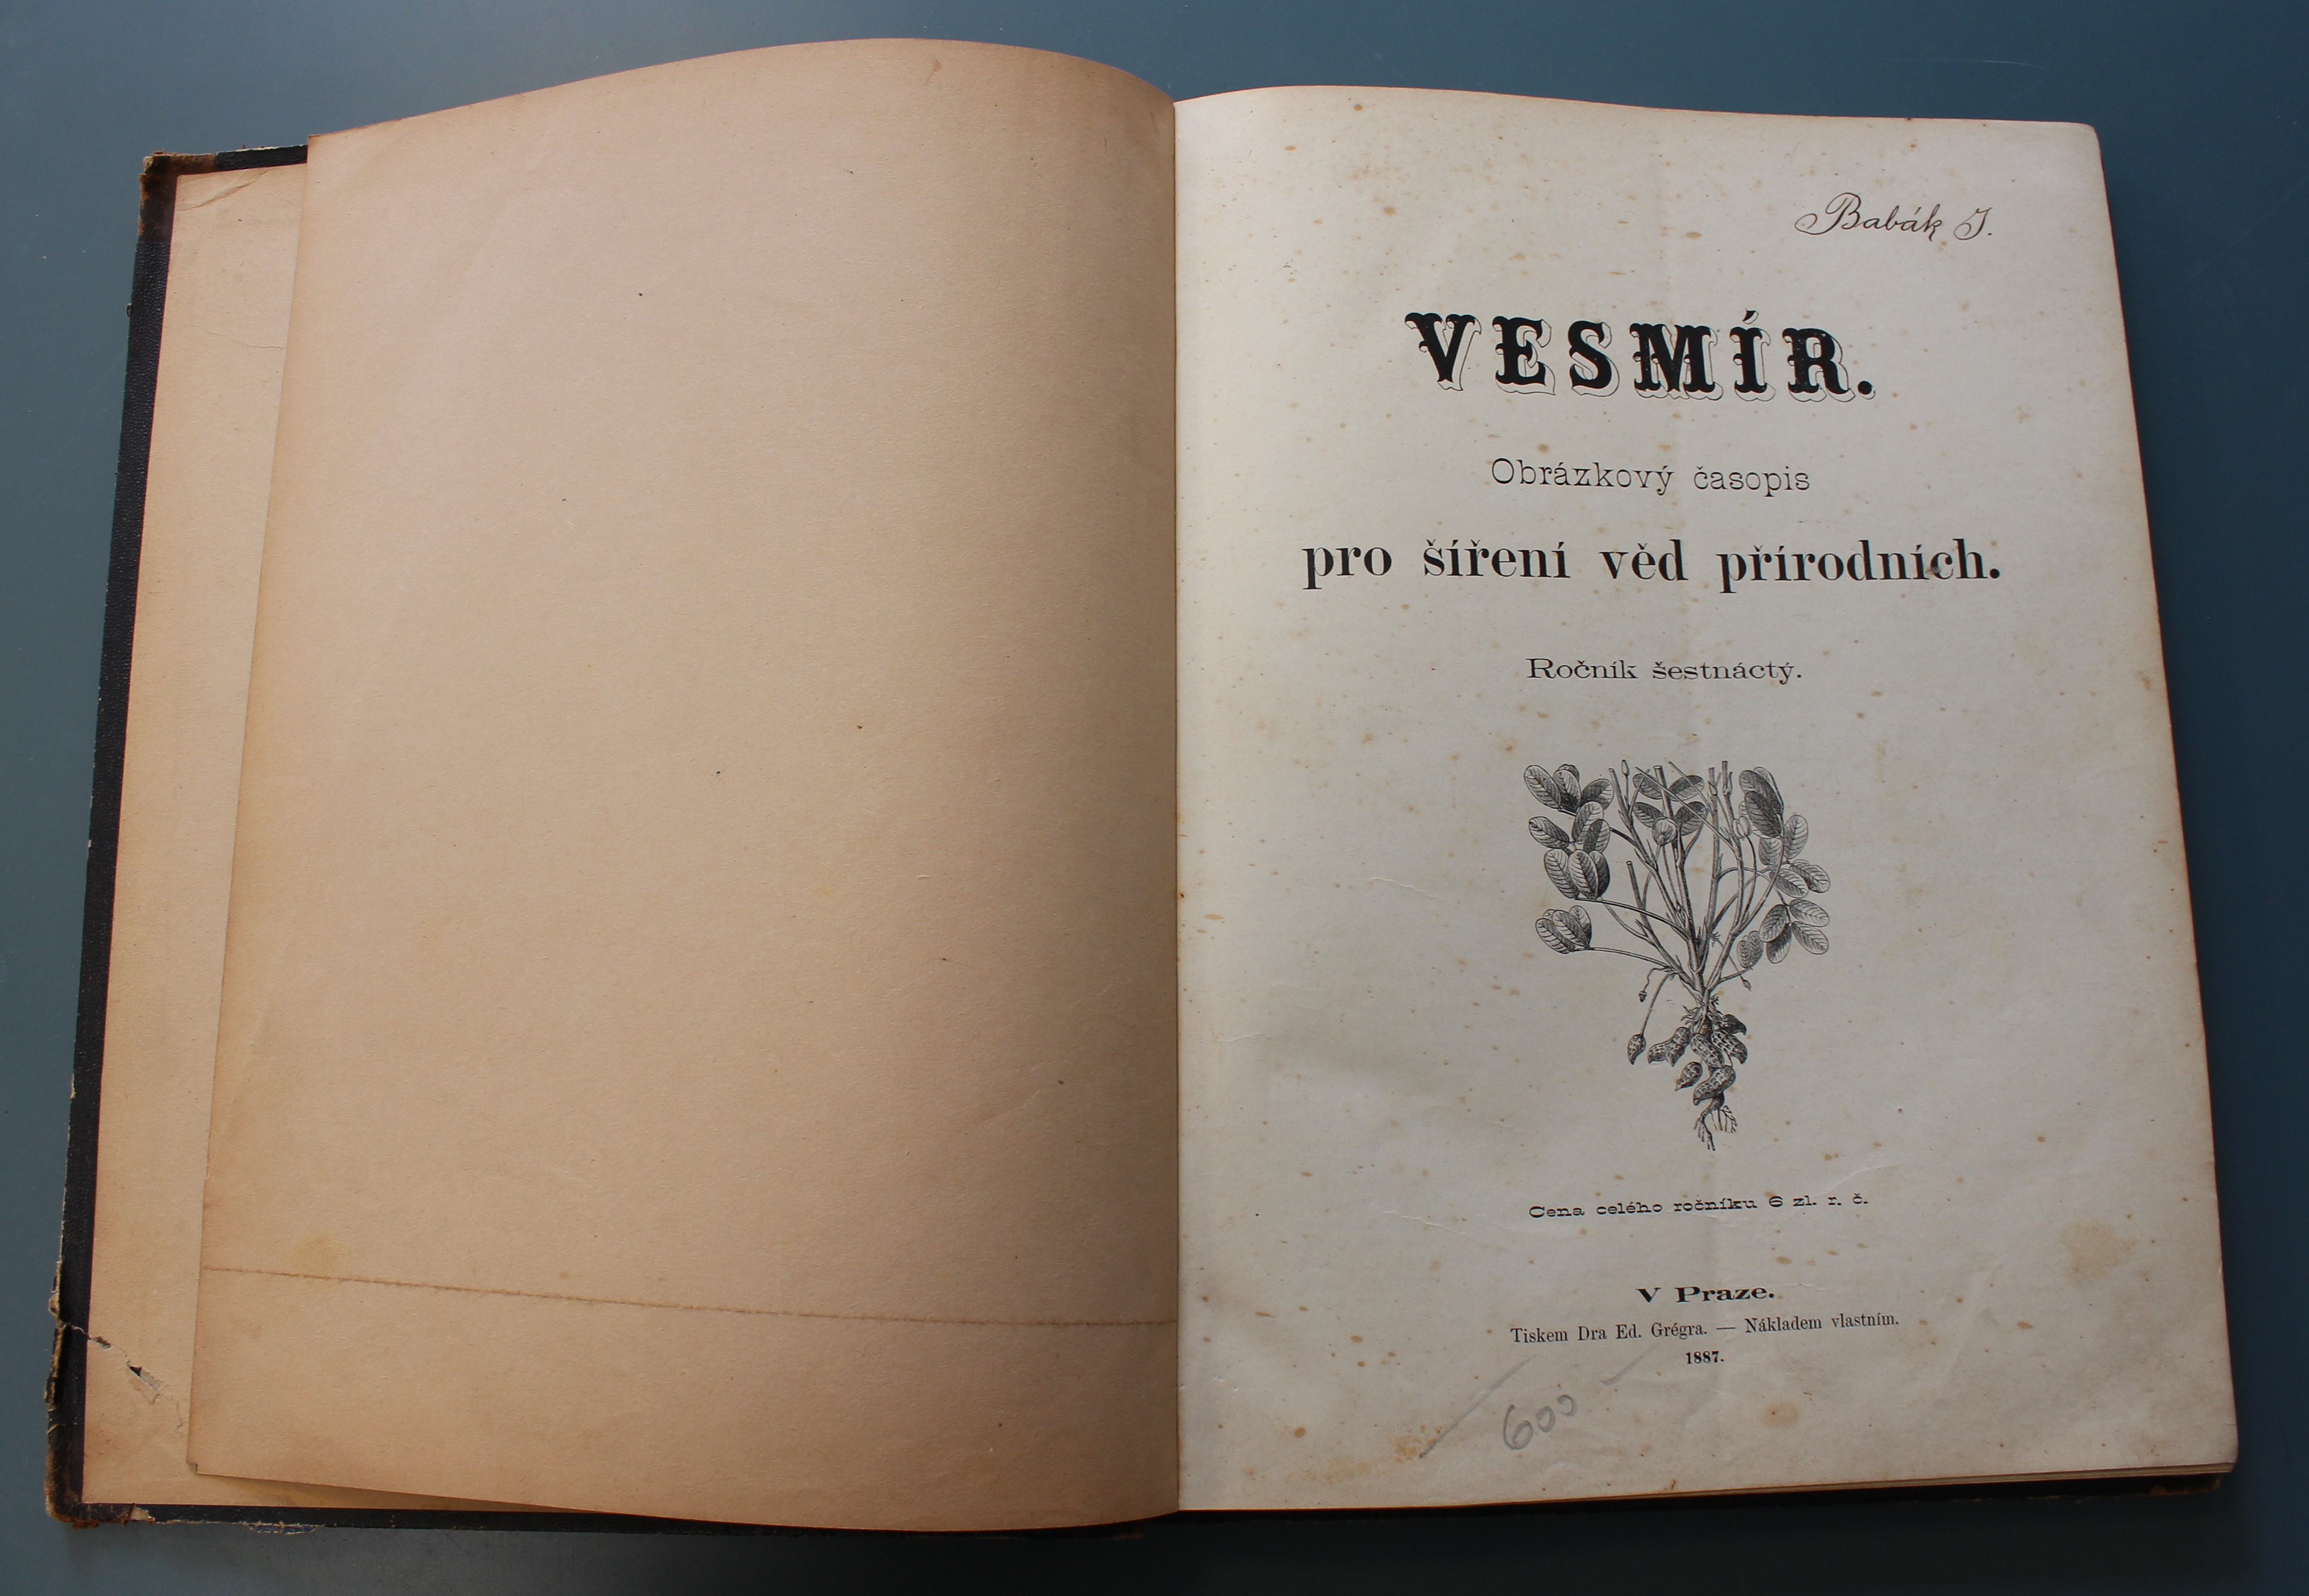 Babák J.
VESMÍR.
Obrázkový časopis
pro šíření věd přírodních.
Ročník šestnáctý.
Cena celého ročníku 6 zl. r. č.
V Praze.
Tiskem Dra Ed. Grégra. — Nákladem vlastním.
1887.
600